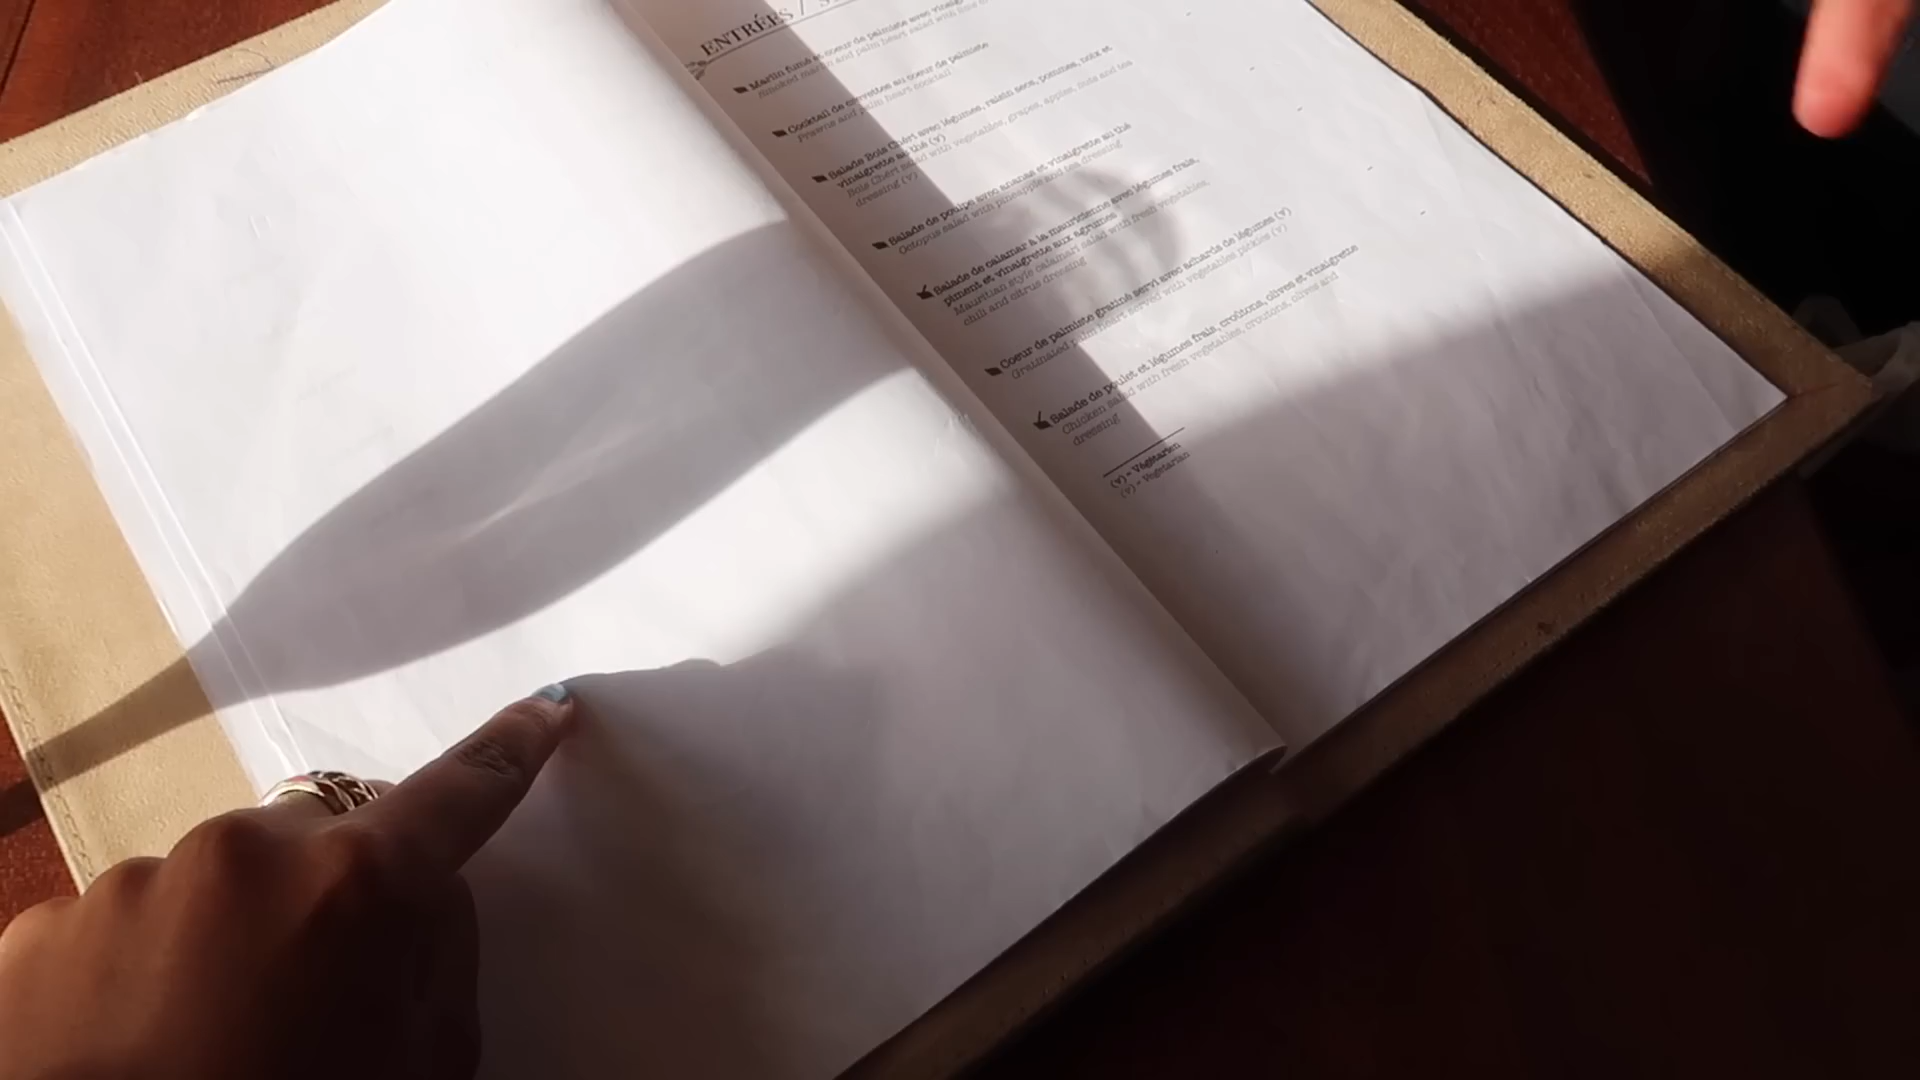 ENTRÉES / S
Marlin fumé et coeur de palmiste avec vinaig
Smoked marlin and palm heart salad with lime
Cocktail de crevettes au coeur de palmiste
Prawns and palm heart cocktail
Salade Bois Chéri avec légumes, raisin secs, pommes, noix et
vinaigrette au thé (v)
Bois Chéri salad with vegetables, grapes, apples, nuts and tea
dressing (v)
Salade de poulpe avec ananas et vinaigrette au thé
Octopus salad with pineapple and tea dressing
Salade de calamar à la mauricienne avec légumes frais,
piment et vinaigrette aux agrumes
Mauritian style calamari salad with fresh vegetables,
chili and citrus dressing
Coeur de palmiste gratiné servi avec achards de légumes (v)
Gratinated palm heart served with vegetables pickles (v)
Salade de poulet et légumes frais, croûtons, olives et vinaigrette
Chicken salad with fresh vegetables, croutons, olives and
dressing
(v) = Végétarien
(v) = Vegetarian